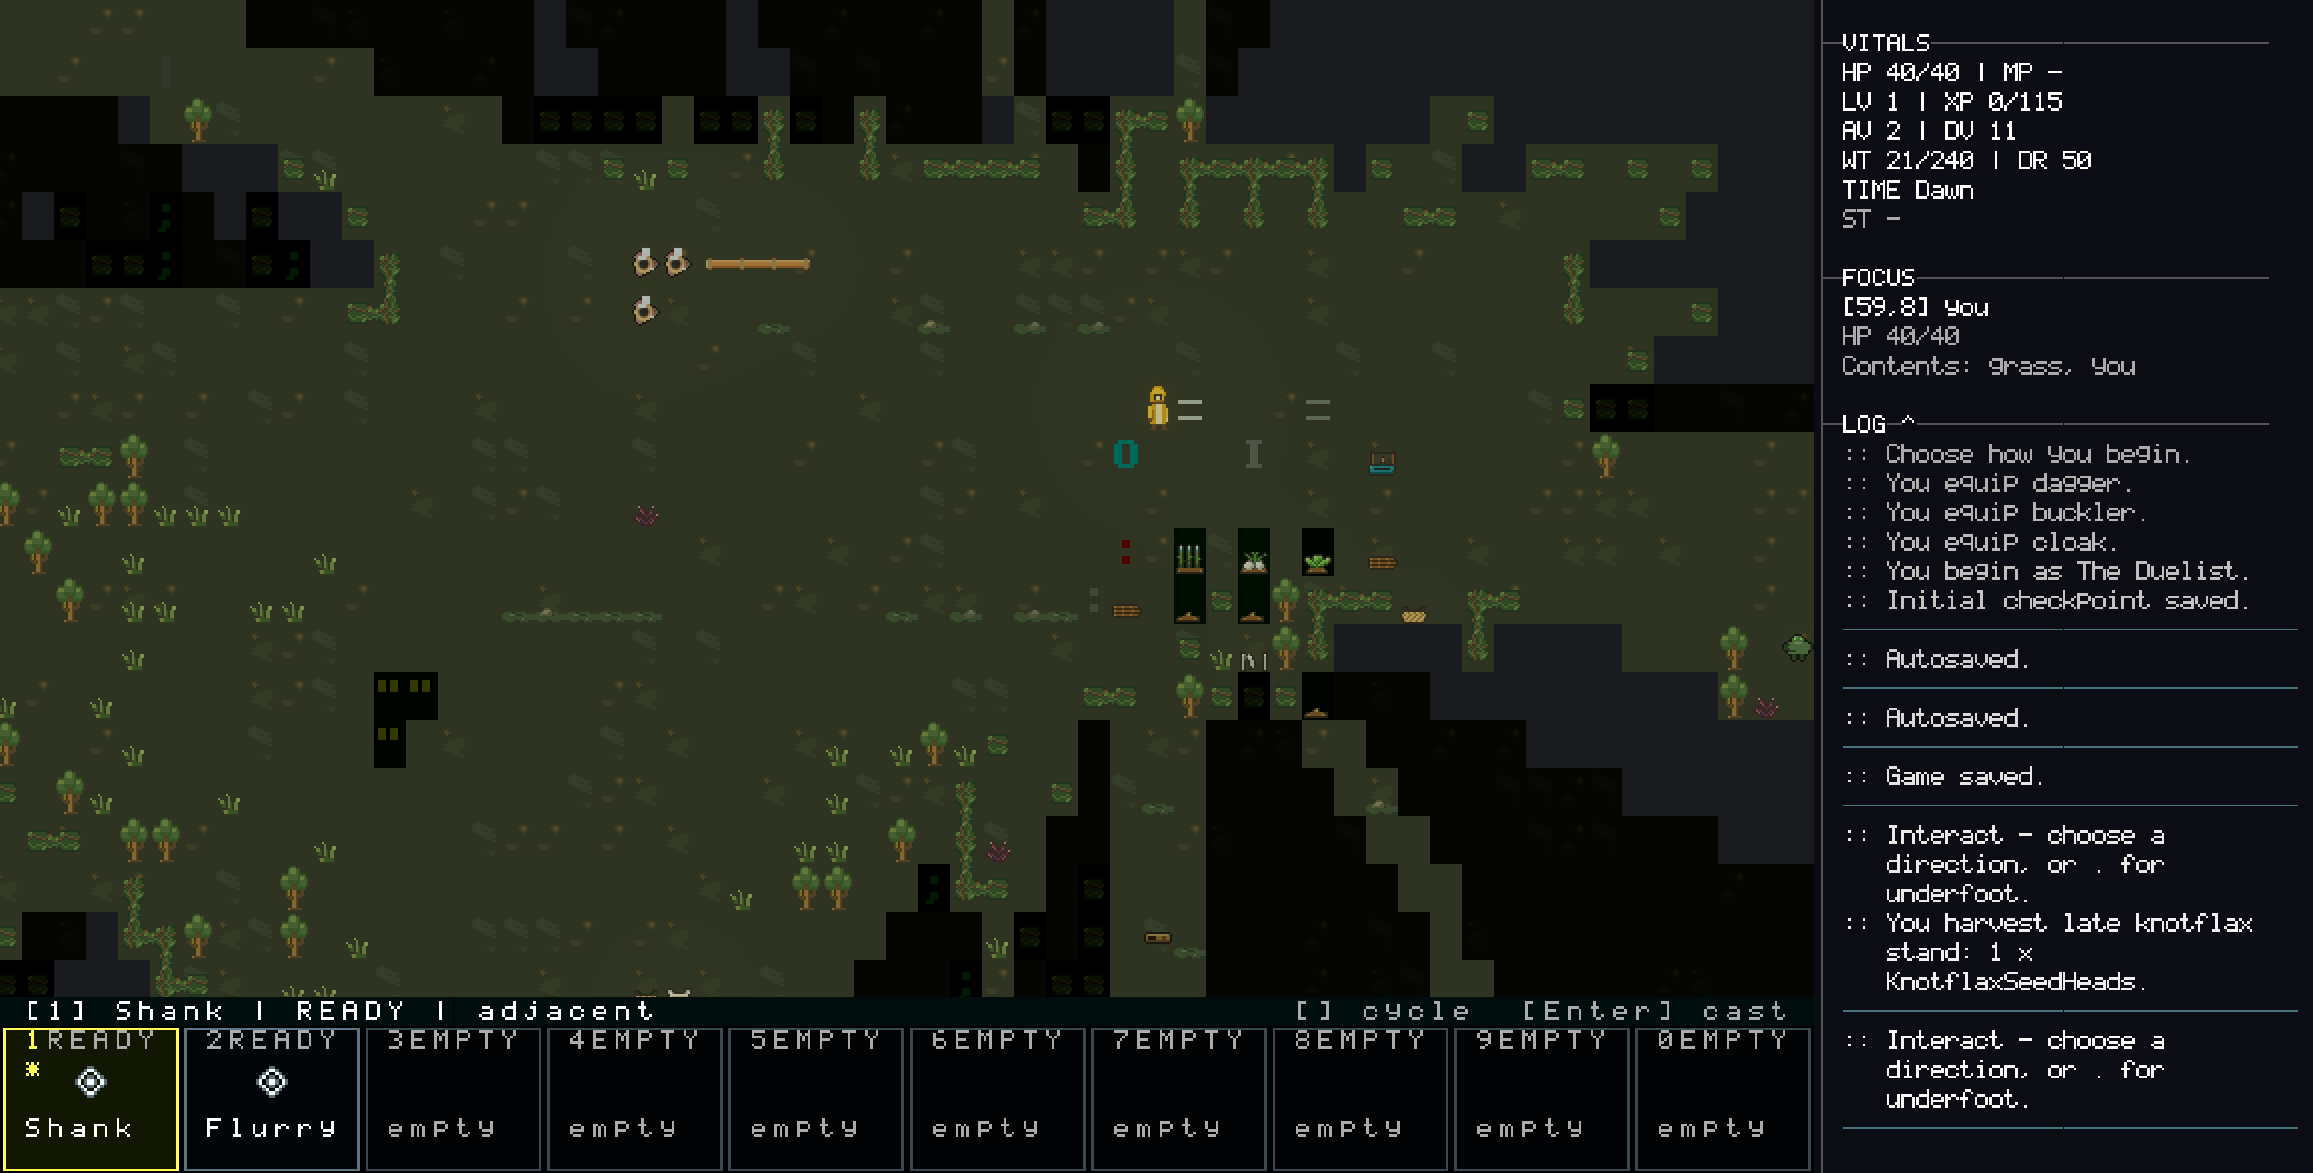 VITALS
HP 40/40 | MP -
LV 1 | XP 0/115
AV 2 | DV 11
WT 21/240 | DR 50
TIME Dawn
ST -
FOCUS
[59,8] You
HP 40/40
Contents: grass, You
LOG ^
:: Choose how You begin.
:: You equip dagger.
:: You equip buckler.
:: You equip cloak.
:: You begin as The Duelist.
:: Initial checkpoint saved.
:: Autosaved.
:: Autosaved.
:: Game saved.
:: Interact - choose a
direction, or . for
underfoot.
:: You harvest late knotflax
stand: 1 x
KnotflaxSeedHeads.
:: Interact - choose a
direction, or . for
underfoot.
[1] Shank | READY | adjacent
[] cycle [Enter] cast
1READY 2READY 3EMPTY 4EMPTY 5EMPTY 6EMPTY 7EMPTY 8EMPTY 9EMPTY 0EMPTY
Shank Flurry empty empty empty empty empty empty empty empty